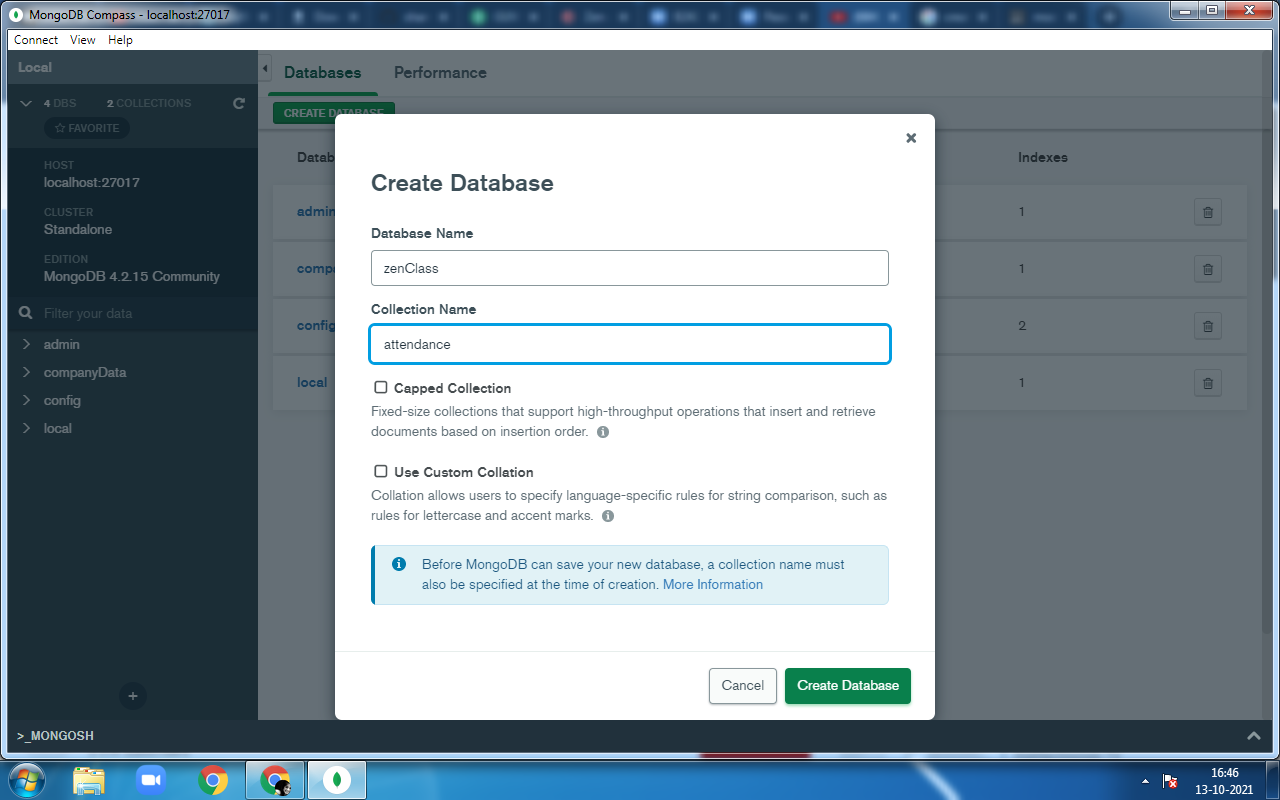 MongoDB Compass - localhost:27017
Connect View Help
Local
4 DBS 2 COLLECTIONS
FAVORITE
HOST
localhost:27017
CLUSTER
Standalone
EDITION
MongoDB 4.2.15 Community
Filter your data
admin
companyData
config
local
>_MONGOSH
Databases Performance
CREATE DATABASE
Indexes
admin 1
1
config 2
local 1
Create Database
Database Name
zenClass
Collection Name
attendance
Capped Collection
Fixed-size collections that support high-throughput operations that insert and retrieve
documents based on insertion order.
Use Custom Collation
Collation allows users to specify language-specific rules for string comparison, such as
rules for lettercase and accent marks.
Before MongoDB can save your new database, a collection name must
also be specified at the time of creation. More Information
Cancel Create Database
16:46
13-10-2021